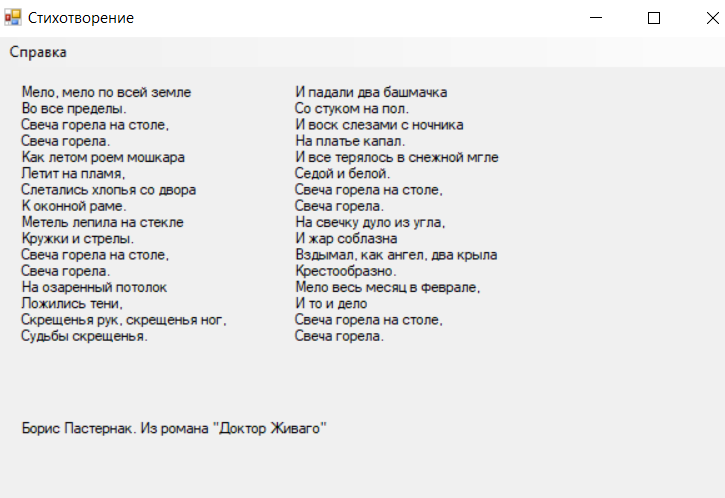 Стихотворение
Справка
Мело, мело по всей земле
Во все пределы.
Свеча горела на столе,
Свеча горела.
Как летом роем мошкара
Летит на пламя,
Слетались хлопья со двора
К оконной раме.
Метель лепила на стекле
Кружки и стрелы.
Свеча горела на столе,
Свеча горела.
На озаренный потолок
Ложились тени,
Скрещенья рук, скрещенья ног,
Судьбы скрещенья.
И падали два башмачка
Со стуком на пол.
И воск слезами с ночника
На платье капал.
И все терялось в снежной мгле
Седой и белой.
Свеча горела на столе,
Свеча горела.
На свечку дуло из угла,
И жар соблазна
Вздымал, как ангел, два крыла
Крестообразно.
Мело весь месяц в феврале,
И то и дело
Свеча горела на столе,
Свеча горела.
Борис Пастернак. Из романа "Доктор Живаго"